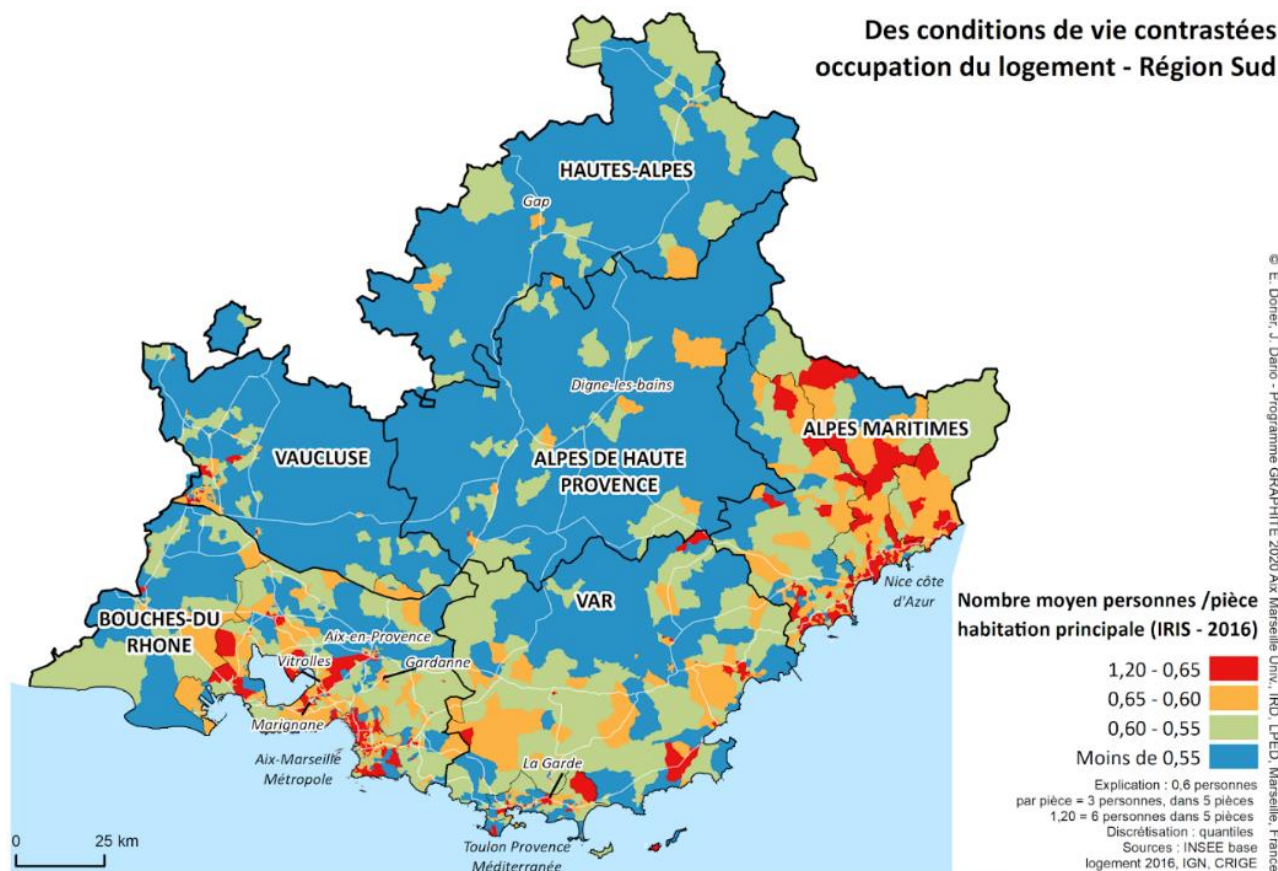 Des conditions de vie contrastées
occupation du logement - Région Sud
HAUTES-ALPES
Gap
Digne-les-bains
ALPES MARITIMES
VAUCLUSE
ALPES DE HAUTE
PROVENCE
Nice côte
d'Azur
VAR
BOUCHES-DU
RHONE
Aix-en-Provence
Vitrolles
Gardanne
Marignane
Aix-Marseille
Métropole
La Garde
Toulon Provence
Méditerranée
0 25 km
Nombre moyen personnes /pièce
habitation principale (IRIS - 2016)
1,20 - 0,65
0,65 - 0,60
0,60 - 0,55
Moins de 0,55
Explication : 0,6 personnes
par pièce = 3 personnes, dans 5 pièces
1,20 = 6 personnes dans 5 pièces
Discrétisation : quantiles
Sources : INSEE base
logement 2016, IGN, CRIGE
© E. Doner, J. Dario - Programme GRAPHITE 2020 Aix Marseille Univ., IRD, LPED, Marseille, France